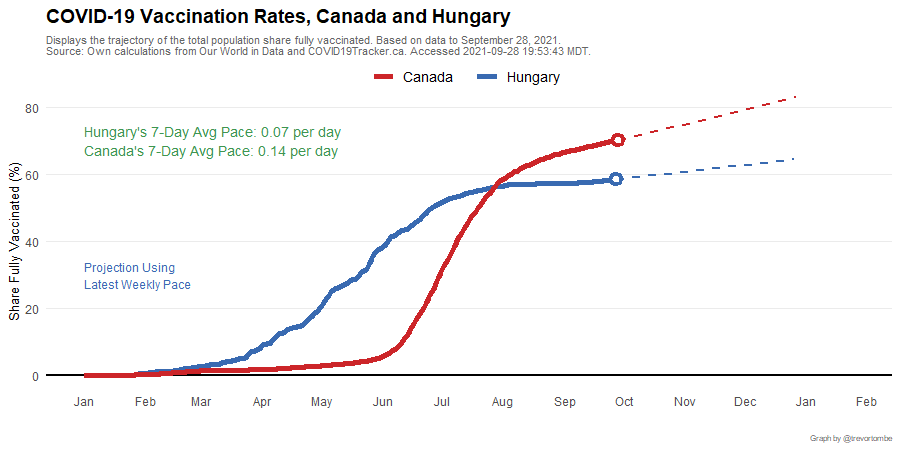 COVID-19 Vaccination Rates, Canada and Hungary
Displays the trajectory of the total population share fully vaccinated. Based on data to September 28, 2021.
Source: Own calculations from Our World in Data and COVID19Tracker.ca. Accessed 2021-09-28 19:53:43 MDT.
Canada Hungary
80
Hungary's 7-Day Avg Pace: 0.07 per day
Canada's 7-Day Avg Pace: 0.14 per day
60
Share Fully Vaccinated (%)
40
Projection Using
Latest Weekly Pace
20
0
Jan Feb Mar Apr May Jun Jul Aug Sep Oct Nov Dec Jan Feb
Graph by @trevortombe